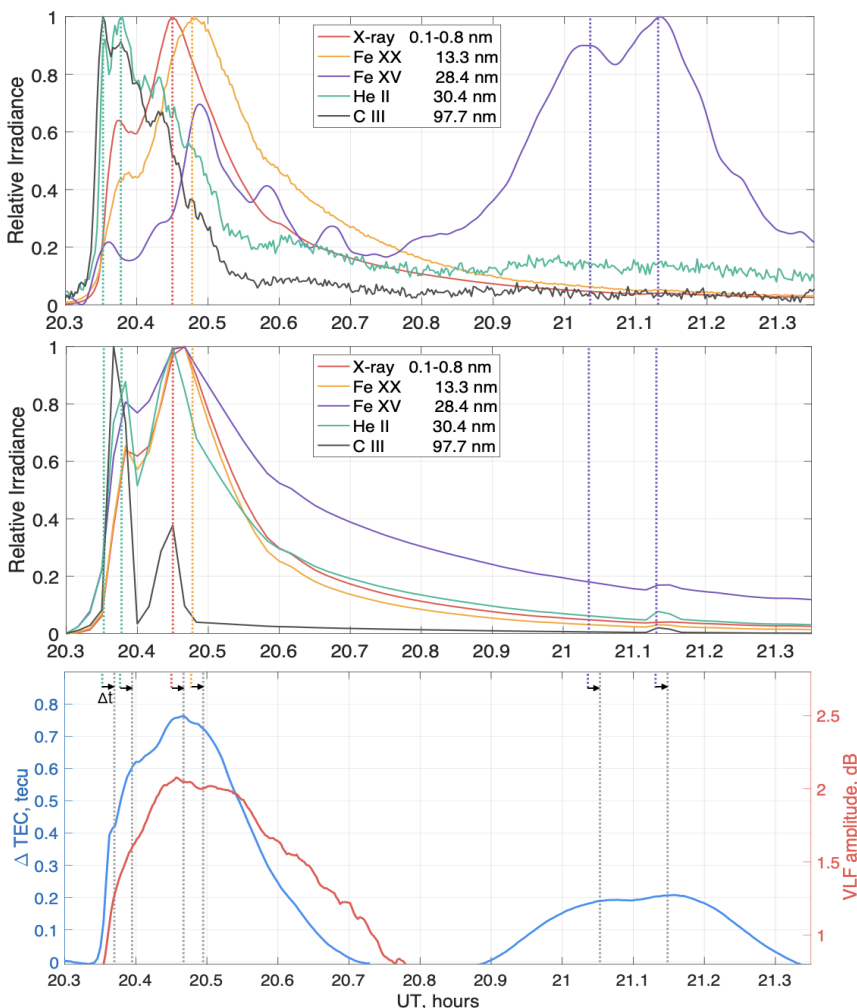 1
0.8
0.6
0.4
0.2
0
Relative Irradiance
X-ray 0.1-0.8 nm
Fe XX 13.3 nm
Fe XV 28.4 nm
He II 30.4 nm
C III 97.7 nm
20.3 20.4 20.5 20.6 20.7 20.8 20.9 21 21.1 21.2 21.3
1
0.8
0.6
0.4
0.2
0
Relative Irradiance
X-ray 0.1-0.8 nm
Fe XX 13.3 nm
Fe XV 28.4 nm
He II 30.4 nm
C III 97.7 nm
20.3 20.4 20.5 20.6 20.7 20.8 20.9 21 21.1 21.2 21.3
Δt
0.8
0.7
0.6
0.5
0.4
0.3
0.2
0.1
0
Δ TEC, tecu
2.5
2
1.5
1
VLF amplitude, dB
20.3 20.4 20.5 20.6 20.7 20.8 20.9 21 21.1 21.2 21.3
UT, hours